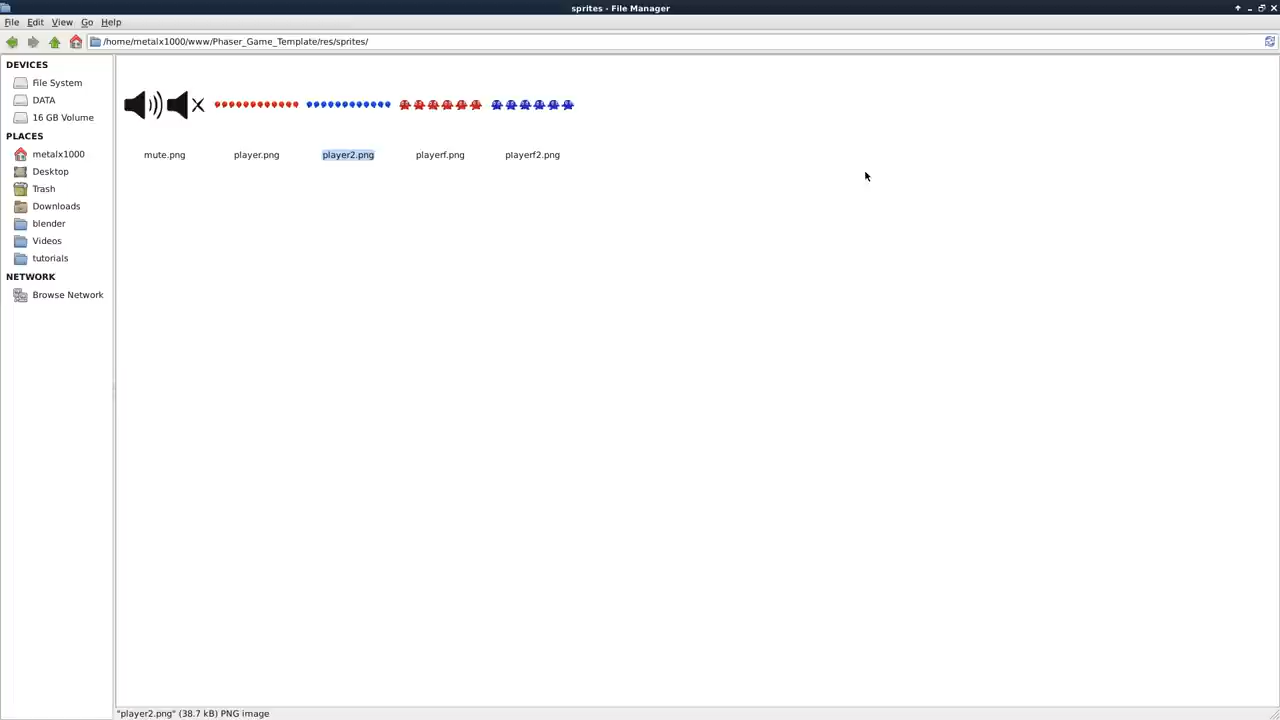 sprites - File Manager
File Edit View Go Help
/home/metalx1000/www/Phaser_Game_Template/res/sprites/
DEVICES
File System
DATA
16 GB Volume
PLACES
metalx1000
Desktop
Trash
Downloads
blender
Videos
tutorials
NETWORK
Browse Network
mute.png player.png player2.png playerf.png playerf2.png
"player2.png" (38.7 kB) PNG image